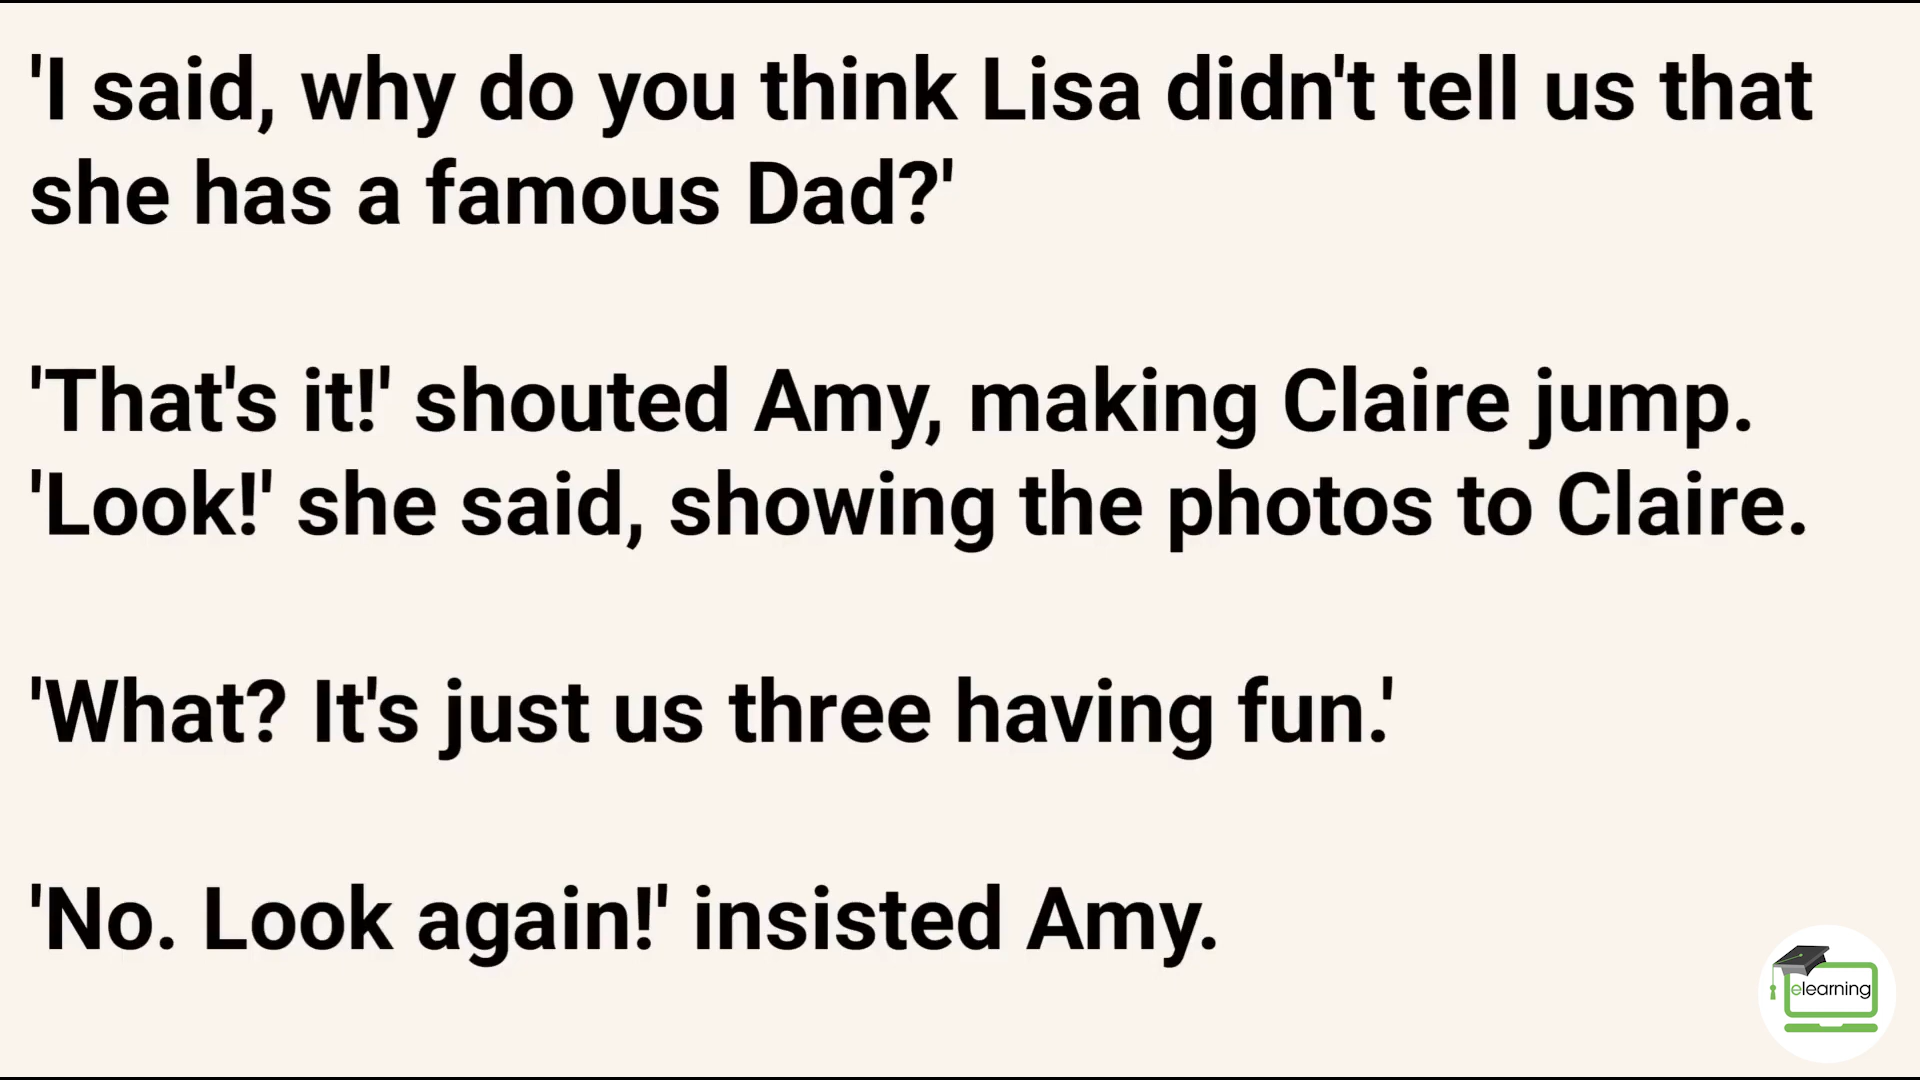 'I said, why do you think Lisa didn't tell us that
she has a famous Dad?'
'That's it!' shouted Amy, making Claire jump.
'Look!' she said, showing the photos to Claire.
'What? It's just us three having fun.'
'No. Look again!' insisted Amy.
elearning